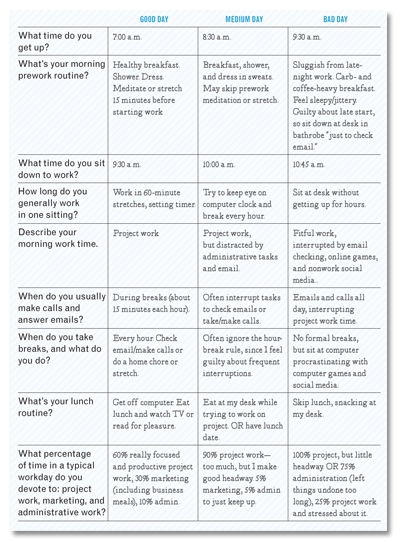 GOOD DAY MEDIUM DAY BAD DAY
What time do you
get up?
7:00 a.m.
8:30 a.m.
9:30 a.m.
What's your morning
prework routine?
Healthy breakfast.
Shower. Dress.
Meditate or stretch
15 minutes before
starting work
Breakfast, shower,
and dress in sweats.
May skip prework
meditation or stretch.
Sluggish from late-
night work. Carb- and
coffee-heavy breakfast.
Feel sleepy/jittery.
Guilty about late start,
so sit down at desk in
bathrobe "just to check
email."
What time do you sit
down to work?
9:30 am.
10:00 a.m.
10:45 a.m.
How long do you
generally work
in one sitting?
Work in 60-minute
stretches, setting timer.
Try to keep eye on
computer clock and
break every hour.
Sit at desk without
getting up for hours.
Describe your
morning work time.
Project work
Project work,
but distracted by
administrative tasks
and email.
Fitful work,
interrupted by email
checking, online games,
and nonwork social
media.
When do you usually
make calls and
answer emails?
During breaks (about
15 minutes each hour).
Often interrupt tasks
to check emails or
take/make calls.
Emails and calls all
day, interrupting
project work time.
When do you take
breaks, and what do
you do?
Every hour. Check
email/make calls or
do a home chore or
stretch.
Often ignore the hour-
break rule, since I feel
guilty about frequent
interruptions.
No formal breaks,
but sit at computer
procrastinating with
computer games and
social media.
What's your lunch
routine?
Get off computer. Eat
lunch and watch TV or
read for pleasure.
Eat at my desk while
trying to work on
project. OR have lunch
date.
Skip lunch, snacking at
my desk.
What percentage
of time in a typical
workday do you
devote to: project
work, marketing, and
administrative work?
60% really focused
and productive project
work, 30% marketing
(including business
meals), 10% admin.
90% project work—
too much, but I make
good headway. 5%
marketing, 5% admin
to just keep up.
100% project, but little
headway. OR 75%
administration (left
things undone too
long), 25% project work
and stressed about it.